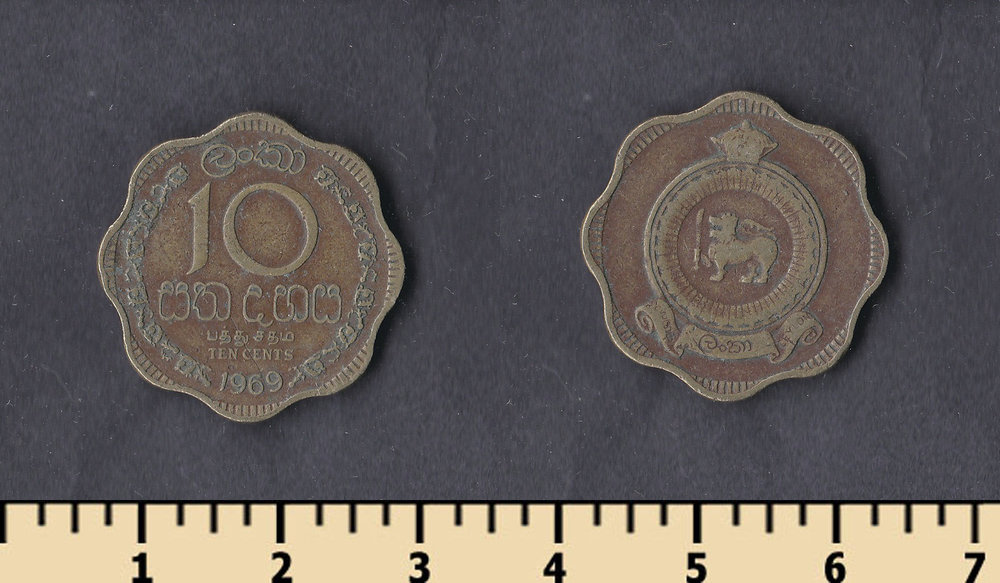 ලංකා
10
සත දහය
பத்து சதம்
TEN CENTS
1969
ලංකා
1 2 3 4 5 6 7